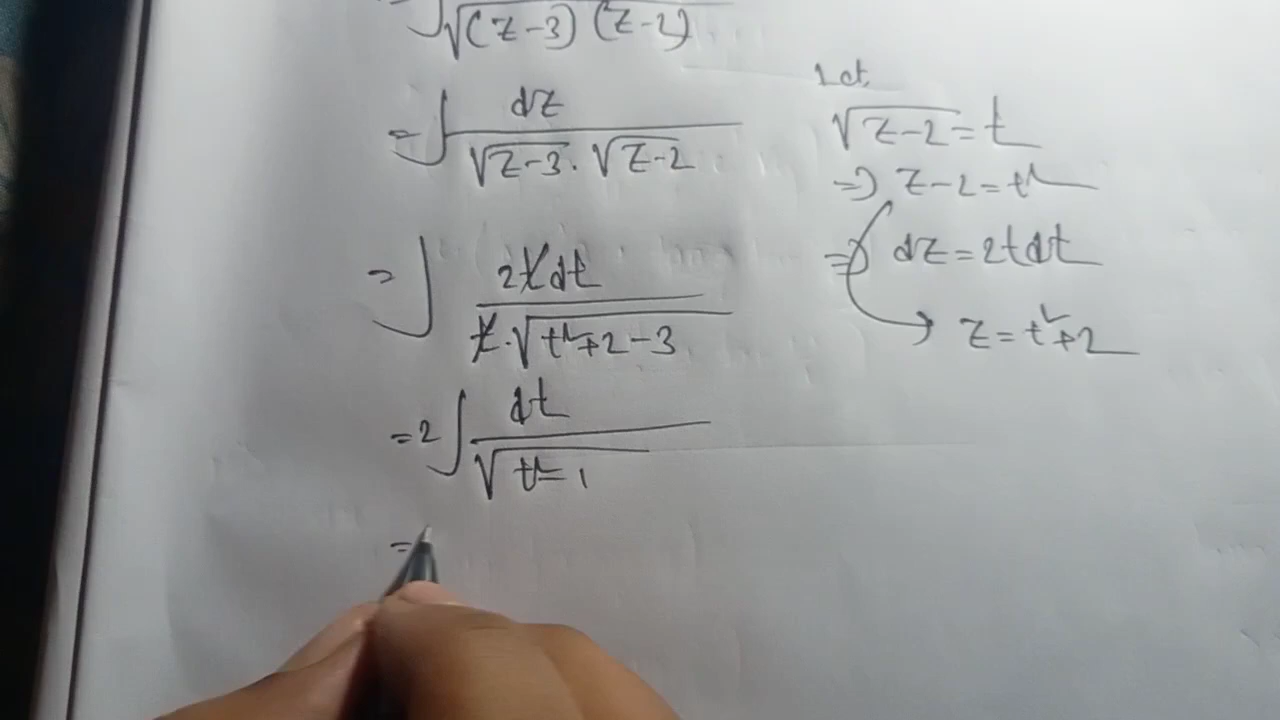 √(z-3) (z-2)
= ∫ dz / √z-3 . √z-2
= ∫ 2t dt / t . √t²+2-3
= 2 ∫ dt / √t²-1
=
Let
√z-2 = t
=> z-2 = t²
=> dz = 2t dt
→ z = t²+2